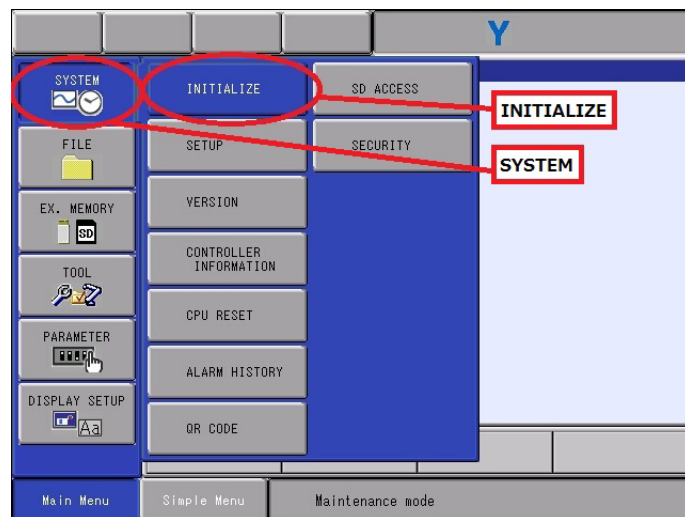 Y
SYSTEM
INITIALIZE
SD ACCESS
INITIALIZE
FILE
SETUP
SECURITY
SYSTEM
EX. MEMORY
SD
VERSION
TOOL
CONTROLLER
INFORMATION
PARAMETER
CPU RESET
ALARM HISTORY
DISPLAY SETUP
Aa
QR CODE
Main Menu
Simple Menu
Maintenance mode